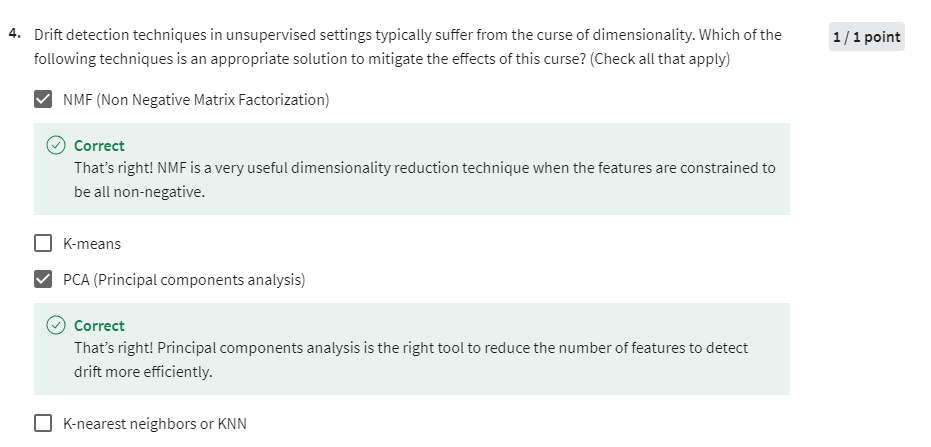 4. Drift detection techniques in unsupervised settings typically suffer from the curse of dimensionality. Which of the 1 / 1 point
following techniques is an appropriate solution to mitigate the effects of this curse? (Check all that apply)
NMF (Non Negative Matrix Factorization)
Correct
That's right! NMF is a very useful dimensionality reduction technique when the features are constrained to
be all non-negative.
K-means
PCA (Principal components analysis)
Correct
That's right! Principal components analysis is the right tool to reduce the number of features to detect
drift more efficiently.
K-nearest neighbors or KNN